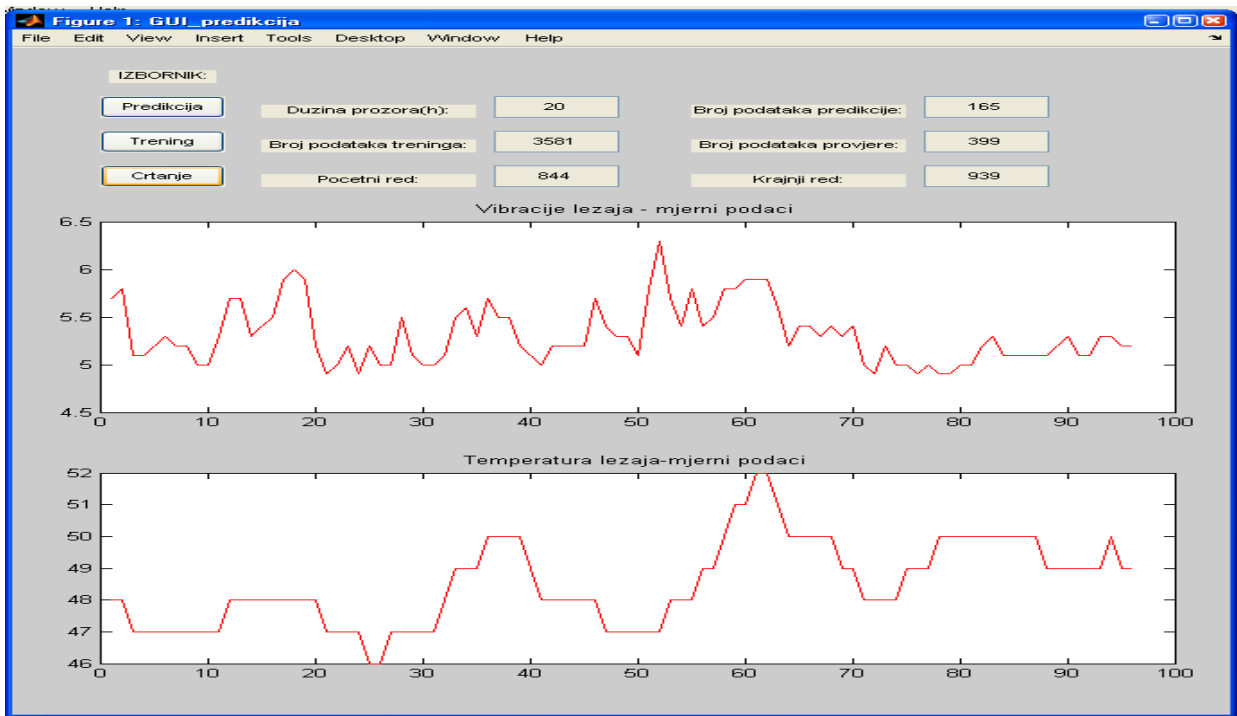 Figure 1: GUI_predikcija
File Edit View Insert Tools Desktop Window Help
IZBORNIK:
Predikcija Duzina prozora(h): 20 Broj podataka predikcije: 165
Trening Broj podataka treninga: 3581 Broj podataka provjere: 399
Crtanje Pocetni red: 844 Krajnji red: 939
Vibracije lezaja - mjerni podaci
6.5
6
5.5
5
4.5
0 10 20 30 40 50 60 70 80 90 100
Temperatura lezaja-mjerni podaci
52
51
50
49
48
47
46
0 10 20 30 40 50 60 70 80 90 100